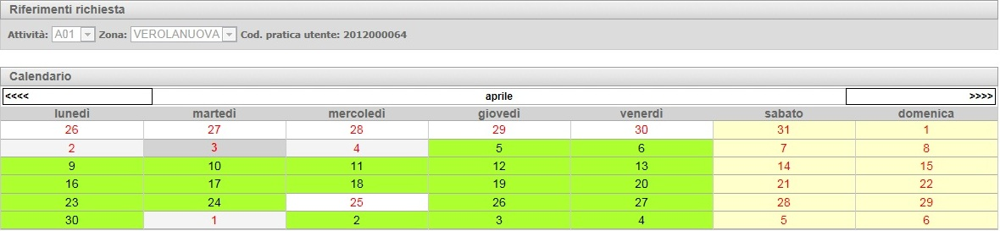 Riferimenti richiesta
Attività: A01 Zona: VEROLANUOVA Cod. pratica utente: 2012000064
Calendario
<<<< aprile >>>>
lunedì martedì mercoledì giovedì venerdì sabato domenica
26 27 28 29 30 31 1
2 3 4 5 6 7 8
9 10 11 12 13 14 15
16 17 18 19 20 21 22
23 24 25 26 27 28 29
30 1 2 3 4 5 6